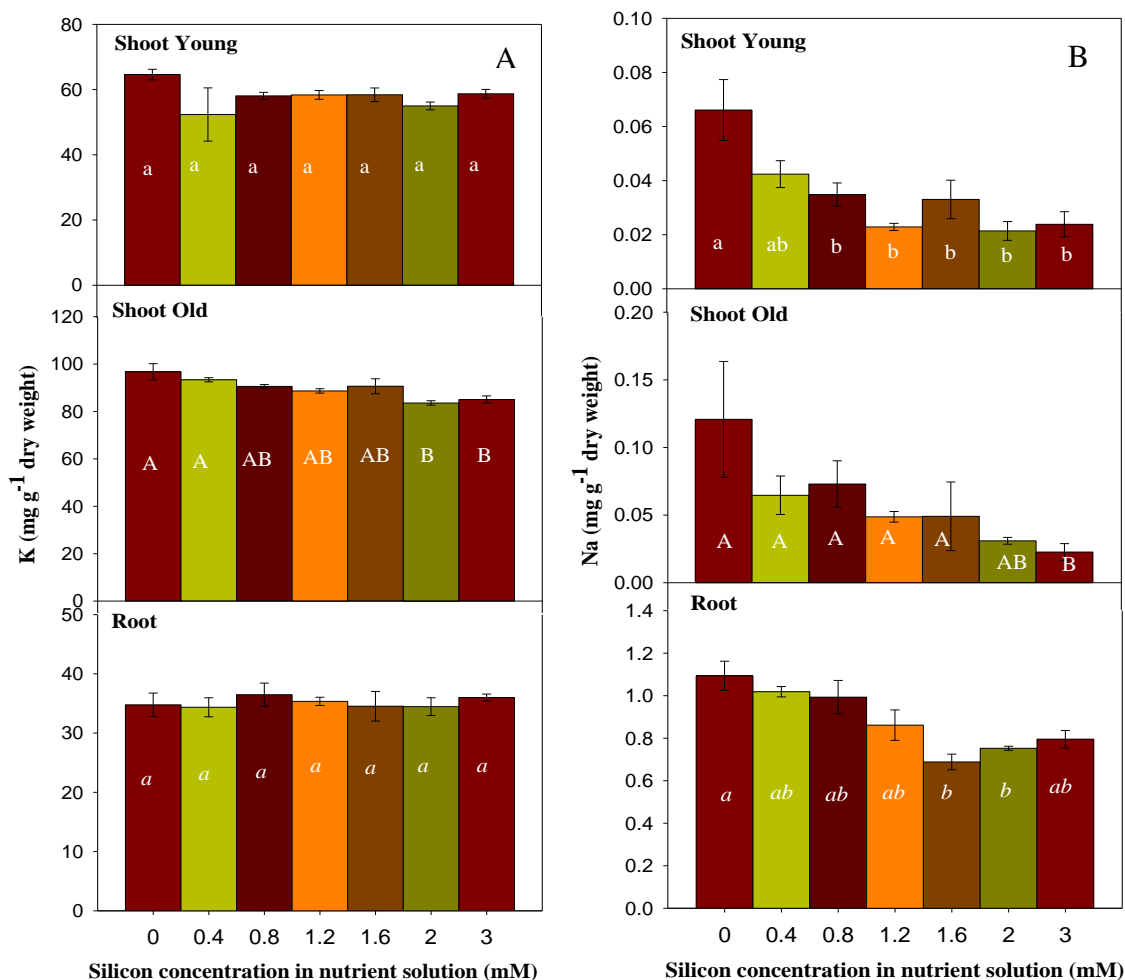 Shoot Young
A
80
60
40
20
0
a a a a a a a
Shoot Old
120
100
80
60
40
20
0
A A AB AB AB B B
Root
50
40
30
20
10
0
a a a a a a a
0 0.4 0.8 1.2 1.6 2 3
K (mg g-1 dry weight)
Silicon concentration in nutrient solution (mM)
Shoot Young
B
0.10
0.08
0.06
0.04
0.02
0.00
a ab b b b b b
Shoot Old
0.20
0.15
0.10
0.05
0.00
A A A A A AB B
Root
1.4
1.2
1.0
0.8
0.6
0.4
0.2
0.0
a ab ab ab b b ab
0 0.4 0.8 1.2 1.6 2 3
Na (mg g-1 dry weight)
Silicon concentration in nutrient solution (mM)